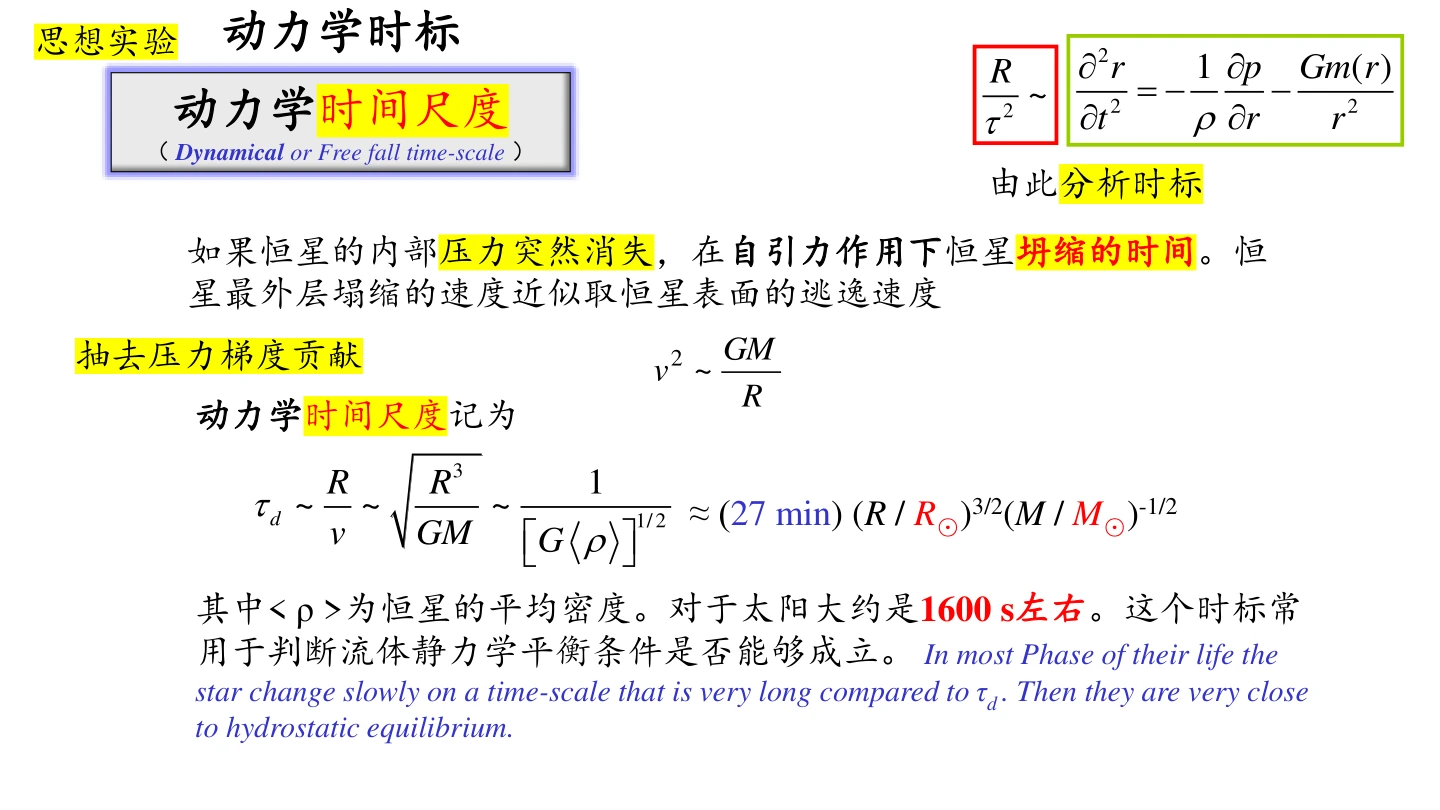 思想实验
动力学时标
动力学时间尺度
( Dynamical or Free fall time-scale )
R/τ² ~ ∂²r/∂t² = −(1/ρ)(∂p/∂r) − Gm(r)/r²
由此分析时标
如果恒星的内部压力突然消失，在自引力作用下恒星坍缩的时间。恒
星最外层塌缩的速度近似取恒星表面的逃逸速度
抽去压力梯度贡献
v² ~ GM/R
动力学时间尺度记为
τ_d ~ R/v ~ √(R³/GM) ~ 1/[G⟨ρ⟩]^{1/2} ≈ (27 min) (R / R☉)^{3/2}(M / M☉)^{-1/2}
其中< ρ >为恒星的平均密度。对于太阳大约是1600 s左右。这个时标常
用于判断流体静力学平衡条件是否能够成立。 In most Phase of their life the
star change slowly on a time-scale that is very long compared to τ_d. Then they are very close
to hydrostatic equilibrium.